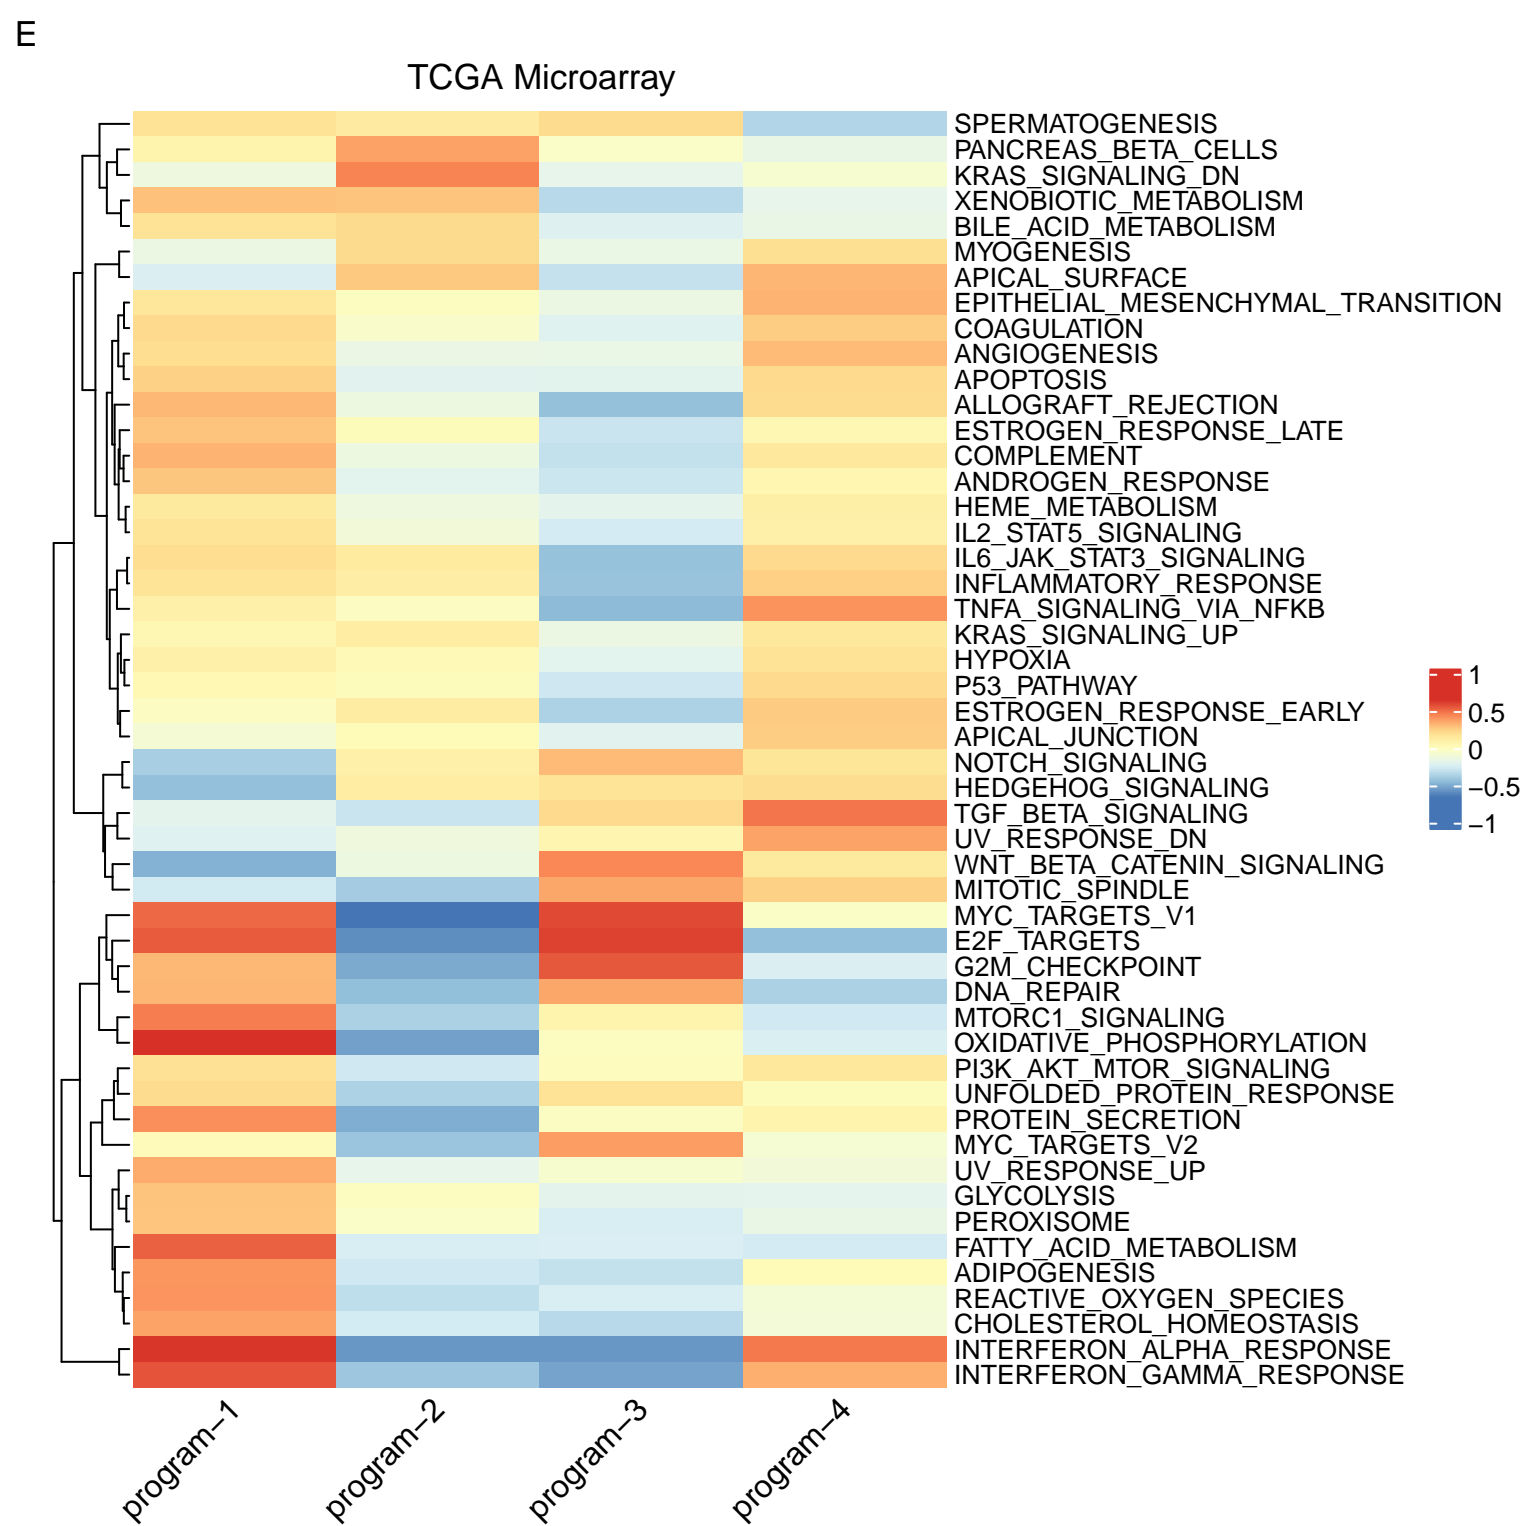 E
TCGA Microarray
SPERMATOGENESIS
PANCREAS_BETA_CELLS
KRAS_SIGNALING_DN
XENOBIOTIC_METABOLISM
BILE_ACID_METABOLISM
MYOGENESIS
APICAL_SURFACE
EPITHELIAL_MESENCHYMAL_TRANSITION
COAGULATION
ANGIOGENESIS
APOPTOSIS
ALLOGRAFT_REJECTION
ESTROGEN_RESPONSE_LATE
COMPLEMENT
ANDROGEN_RESPONSE
HEME_METABOLISM
IL2_STAT5_SIGNALING
IL6_JAK_STAT3_SIGNALING
INFLAMMATORY_RESPONSE
TNFA_SIGNALING_VIA_NFKB
KRAS_SIGNALING_UP
HYPOXIA
P53_PATHWAY
ESTROGEN_RESPONSE_EARLY
APICAL_JUNCTION
NOTCH_SIGNALING
HEDGEHOG_SIGNALING
TGF_BETA_SIGNALING
UV_RESPONSE_DN
WNT_BETA_CATENIN_SIGNALING
MITOTIC_SPINDLE
MYC_TARGETS_V1
E2F_TARGETS
G2M_CHECKPOINT
DNA_REPAIR
MTORC1_SIGNALING
OXIDATIVE_PHOSPHORYLATION
PI3K_AKT_MTOR_SIGNALING
UNFOLDED_PROTEIN_RESPONSE
PROTEIN_SECRETION
MYC_TARGETS_V2
UV_RESPONSE_UP
GLYCOLYSIS
PEROXISOME
FATTY_ACID_METABOLISM
ADIPOGENESIS
REACTIVE_OXYGEN_SPECIES
CHOLESTEROL_HOMEOSTASIS
INTERFERON_ALPHA_RESPONSE
INTERFERON_GAMMA_RESPONSE
1
0.5
0
−0.5
−1
program−1
program−2
program−3
program−4